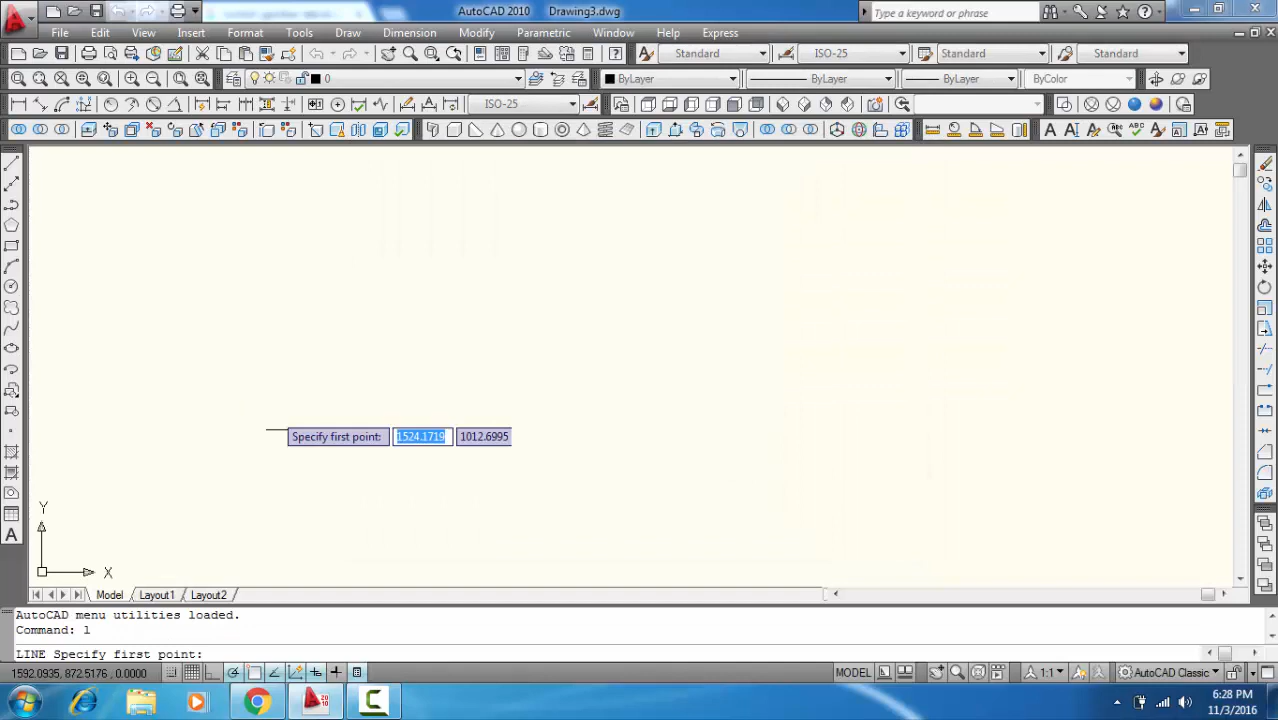 AutoCAD 2010 Drawing3.dwg
Type a keyword or phrase
File Edit View Insert Format Tools Draw Dimension Modify Parametric Window Help Express
Standard ISO-25 Standard Standard
0 ByLayer ByLayer ByLayer ByColor
ISO-25
Specify first point: 1524.1719 1012.6995
Y
X
Model Layout1 Layout2
AutoCAD menu utilities loaded.
Command: l
LINE Specify first point:
1592.0935, 872.5176, 0.0000 MODEL 1:1 AutoCAD Classic
6:28 PM
11/3/2016